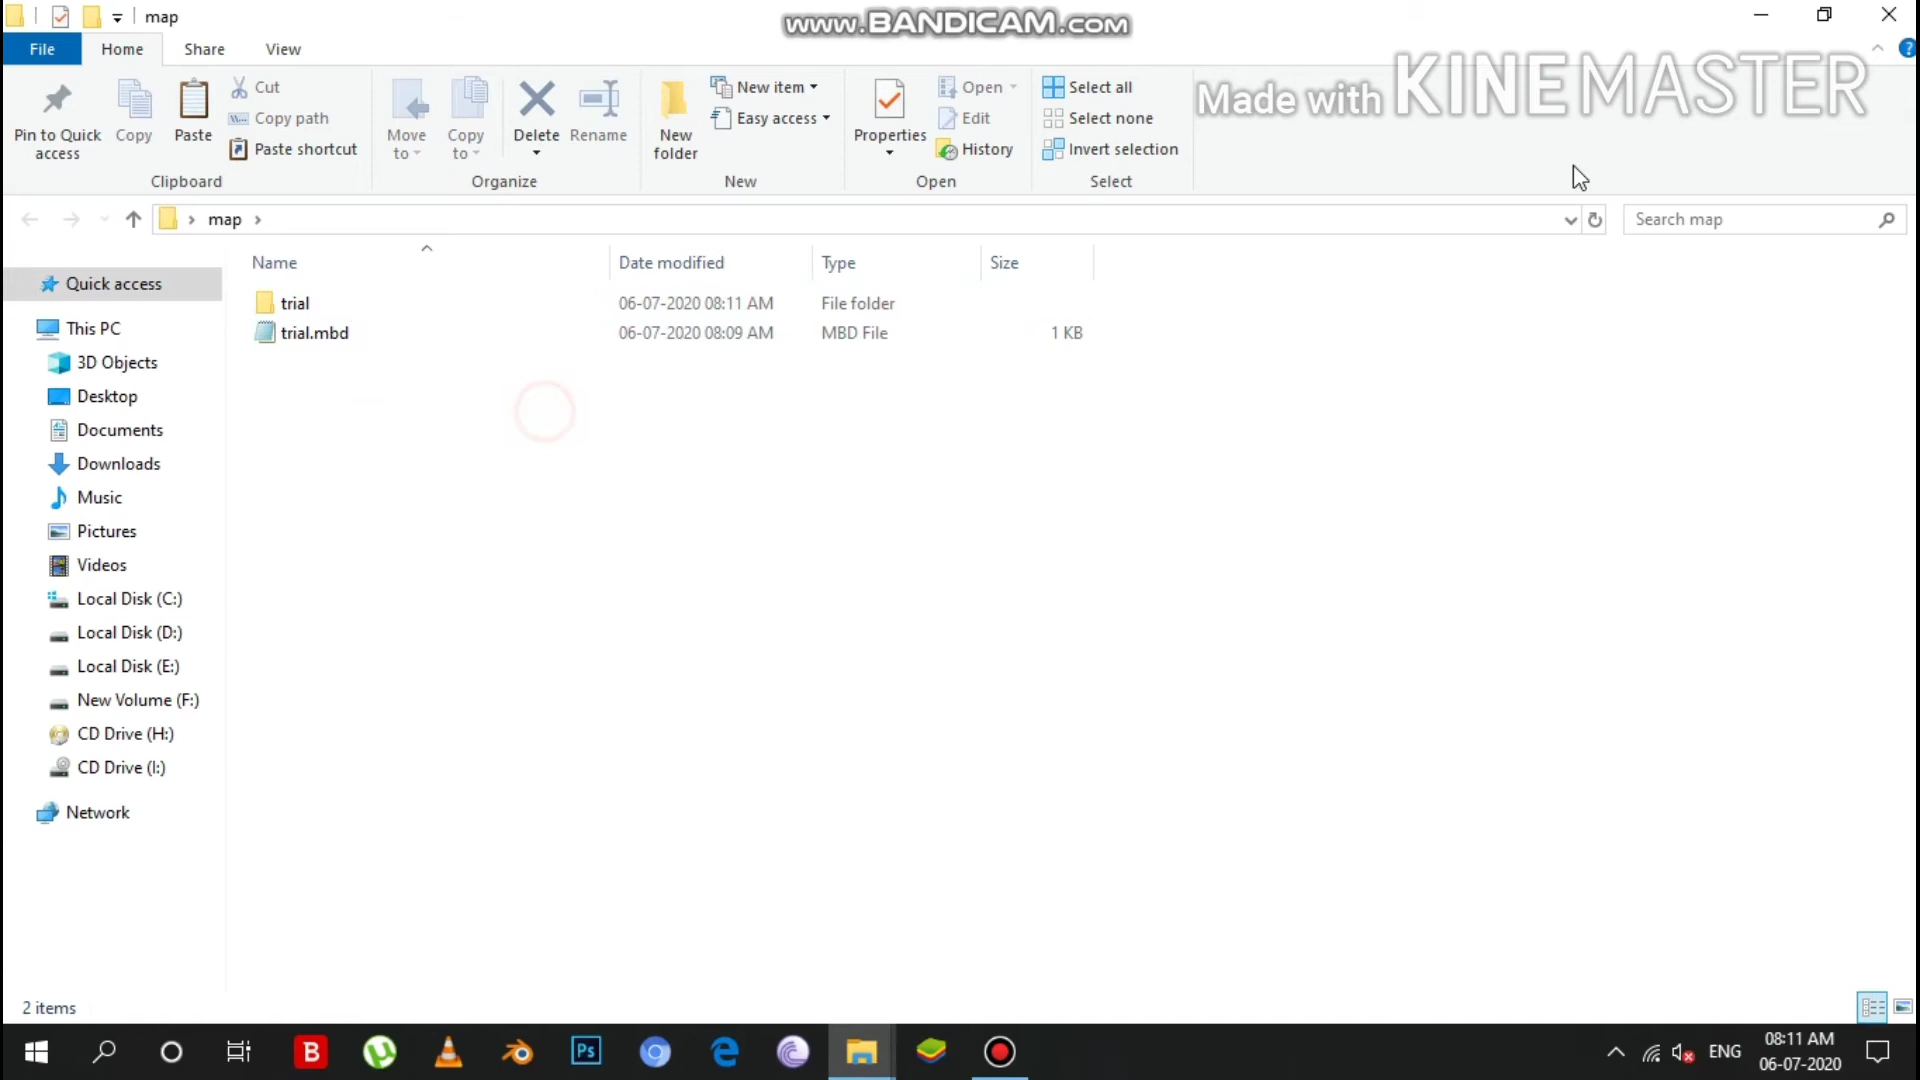 map
www.BANDICAM.com
File Home Share View
Made with KINEMASTER
Pin to Quick access
Copy
Paste
Cut
Copy path
Paste shortcut
Clipboard
Move to
Copy to
Delete
Rename
Organize
New folder
New item
Easy access
New
Properties
Open
Edit
History
Open
Select all
Select none
Invert selection
Select
map
Search map
Name Date modified Type Size
trial 06-07-2020 08:11 AM File folder
trial.mbd 06-07-2020 08:09 AM MBD File 1 KB
Quick access
This PC
3D Objects
Desktop
Documents
Downloads
Music
Pictures
Videos
Local Disk (C:)
Local Disk (D:)
Local Disk (E:)
New Volume (F:)
CD Drive (H:)
CD Drive (I:)
Network
2 items
B
Ps
ENG
08:11 AM
06-07-2020